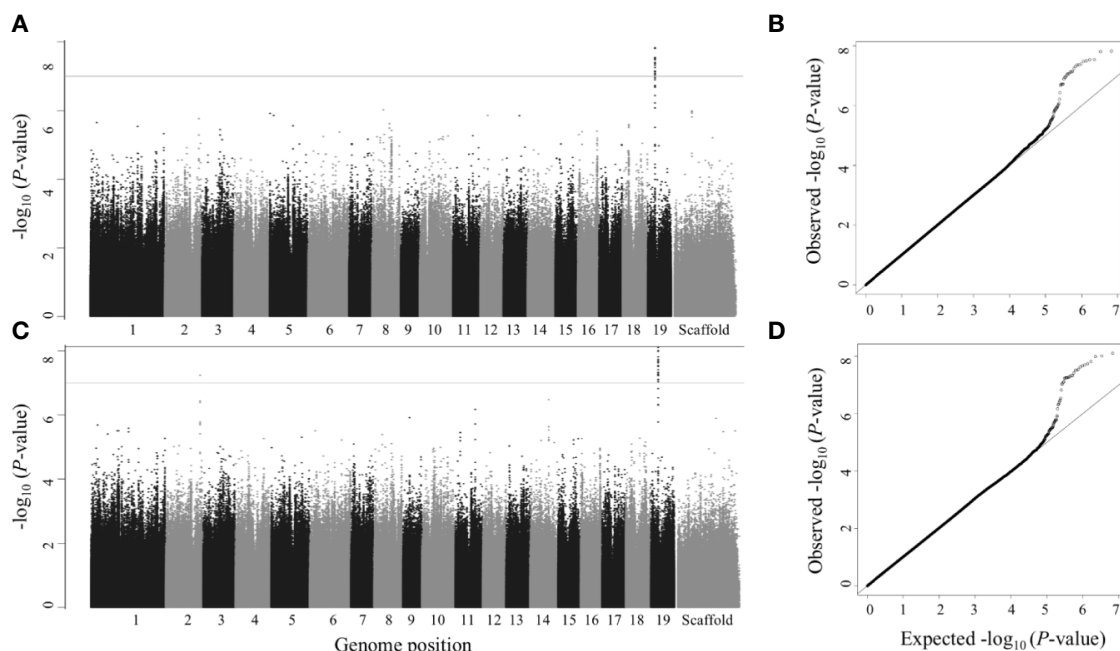 A
8
6
4
2
0
-log10 (P-value)
1 2 3 4 5 6 7 8 9 10 11 12 13 14 15 16 17 18 19 Scaffold
B
8
6
4
2
0
Observed -log10 (P-value)
0 1 2 3 4 5 6 7
C
8
6
4
2
0
-log10 (P-value)
1 2 3 4 5 6 7 8 9 10 11 12 13 14 15 16 17 18 19 Scaffold
Genome position
D
8
6
4
2
0
Observed -log10 (P-value)
0 1 2 3 4 5 6 7
Expected -log10 (P-value)